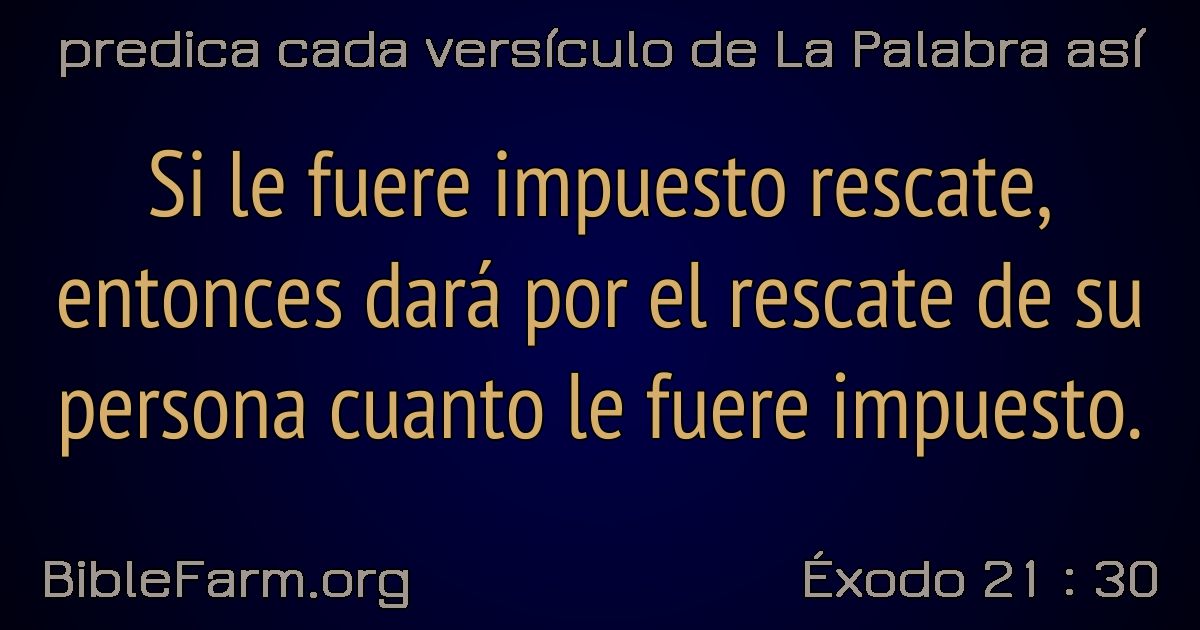 predica cada versículo de La Palabra así
Si le fuere impuesto rescate,
entonces dará por el rescate de su
persona cuanto le fuere impuesto.
BibleFarm.org
Éxodo 21 : 30